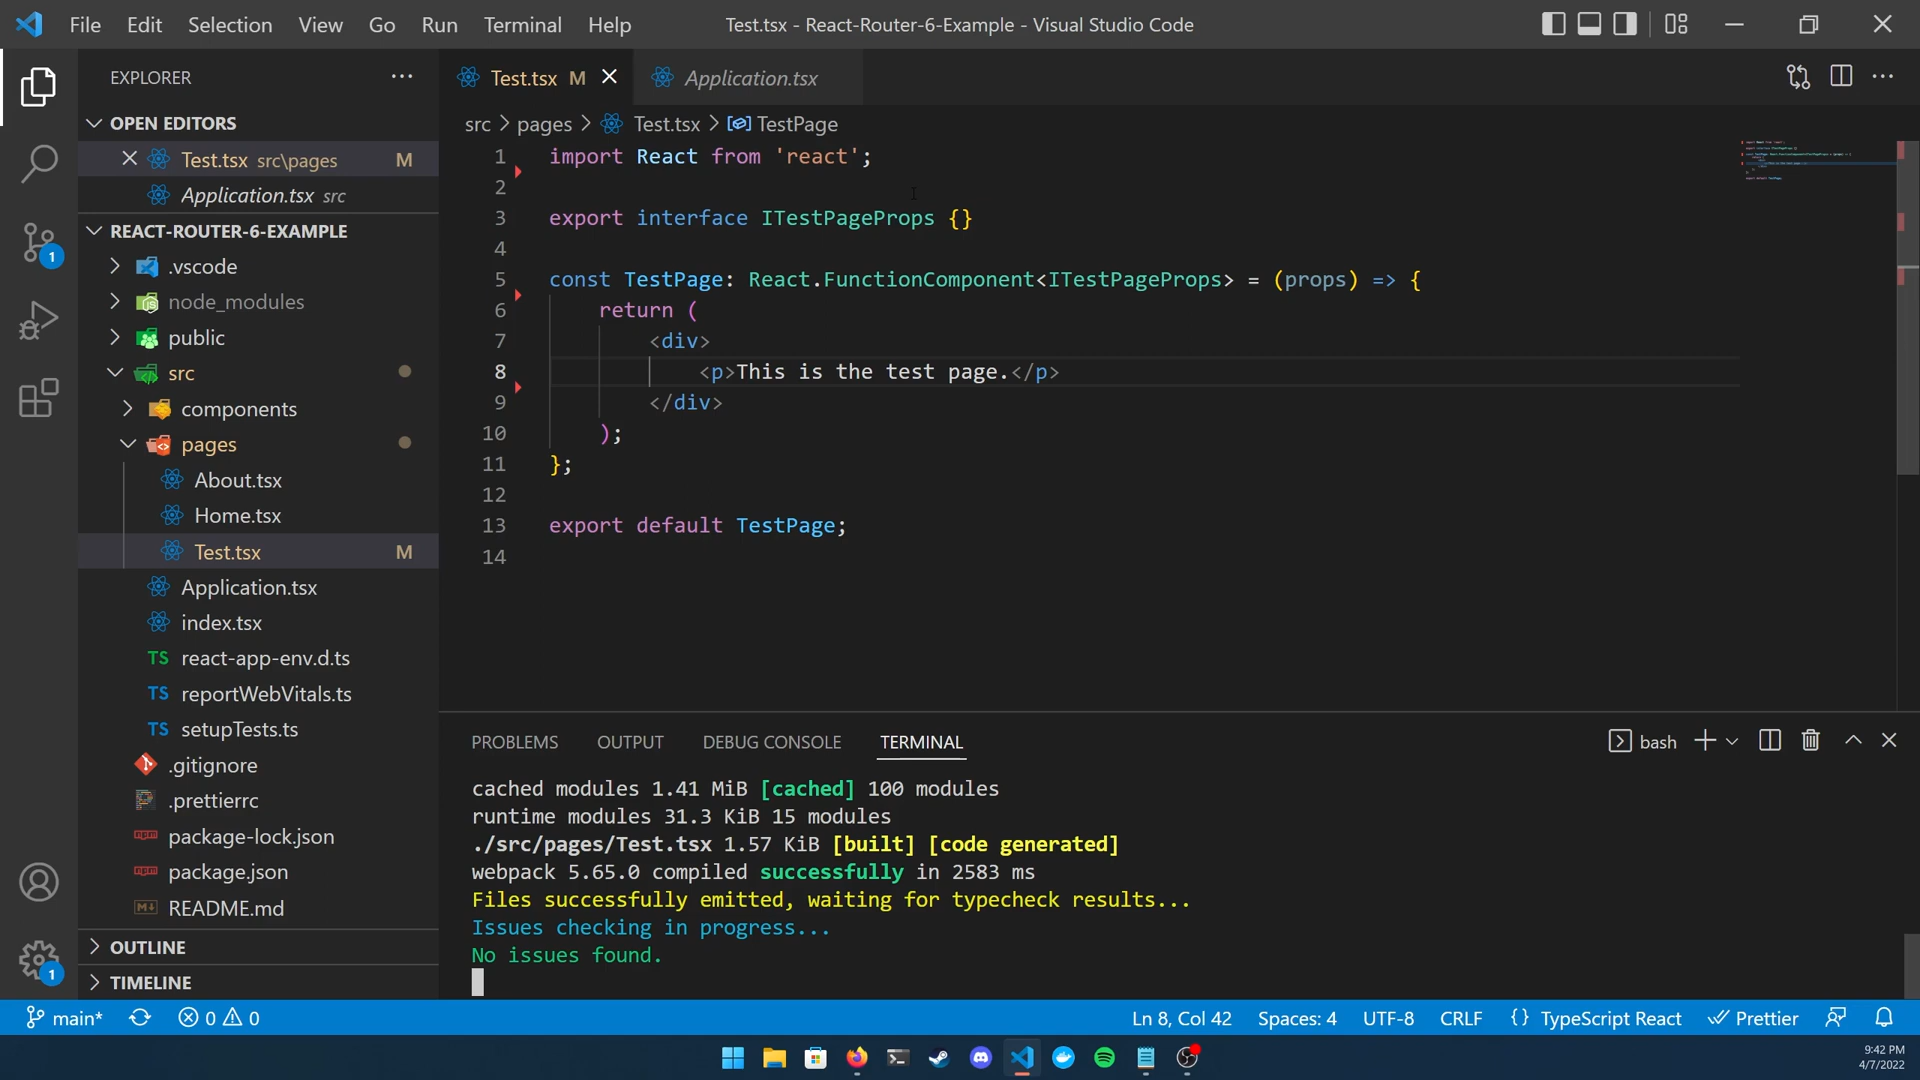 File Edit Selection View Go Run Terminal Help Test.tsx - React-Router-6-Example - Visual Studio Code
EXPLORER
OPEN EDITORS
Test.tsx src\pages M
Application.tsx src
REACT-ROUTER-6-EXAMPLE
.vscode
node_modules
public
src
components
pages
About.tsx
Home.tsx
Test.tsx M
Application.tsx
index.tsx
TS react-app-env.d.ts
TS reportWebVitals.ts
TS setupTests.ts
.gitignore
.prettierrc
package-lock.json
package.json
README.md
OUTLINE
TIMELINE
1
1
Test.tsx M Application.tsx
src > pages > Test.tsx > TestPage
1 import React from 'react';
2
3 export interface ITestPageProps {}
4
5 const TestPage: React.FunctionComponent<ITestPageProps> = (props) => {
6 return (
7 <div>
8 <p>This is the test page.</p>
9 </div>
10 );
11 };
12
13 export default TestPage;
14
PROBLEMS OUTPUT DEBUG CONSOLE TERMINAL bash
cached modules 1.41 MiB [cached] 100 modules
runtime modules 31.3 KiB 15 modules
./src/pages/Test.tsx 1.57 KiB [built] [code generated]
webpack 5.65.0 compiled successfully in 2583 ms
Files successfully emitted, waiting for typecheck results...
Issues checking in progress...
No issues found.
main* 0 0 Ln 8, Col 42 Spaces: 4 UTF-8 CRLF {} TypeScript React Prettier
9:42 PM
4/7/2022